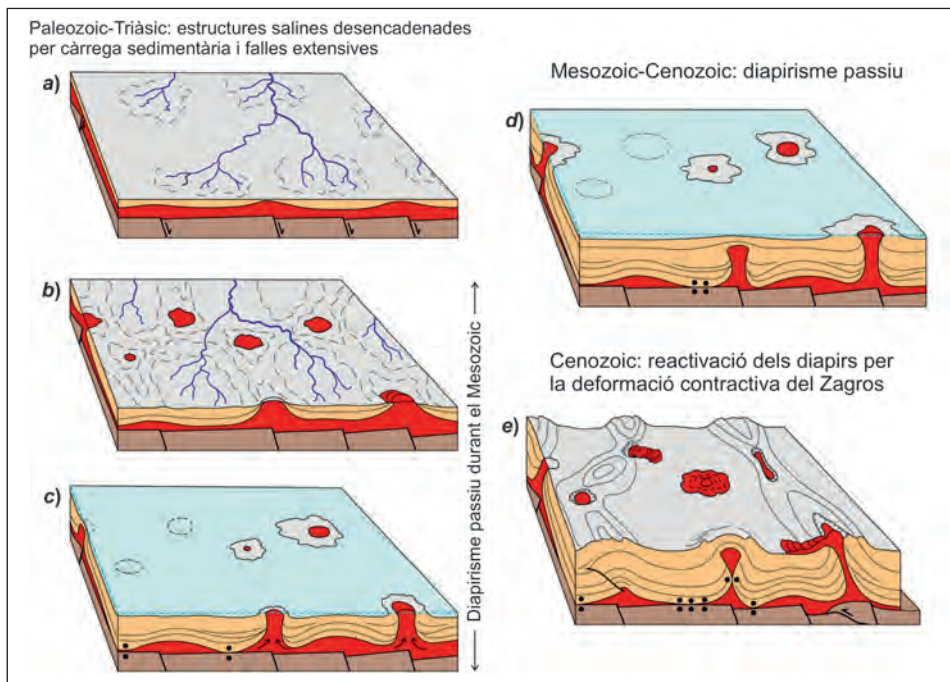 Paleozoic-Triàsic: estructures salines desencadenades
per càrrega sedimentària i falles extensives
a)
b)
c)
Diapirisme passiu durant el Mesozoic
Mesozoic-Cenozoic: diapirisme passiu
d)
Cenozoic: reactivació dels diapirs per
la deformació contractiva del Zagros
e)